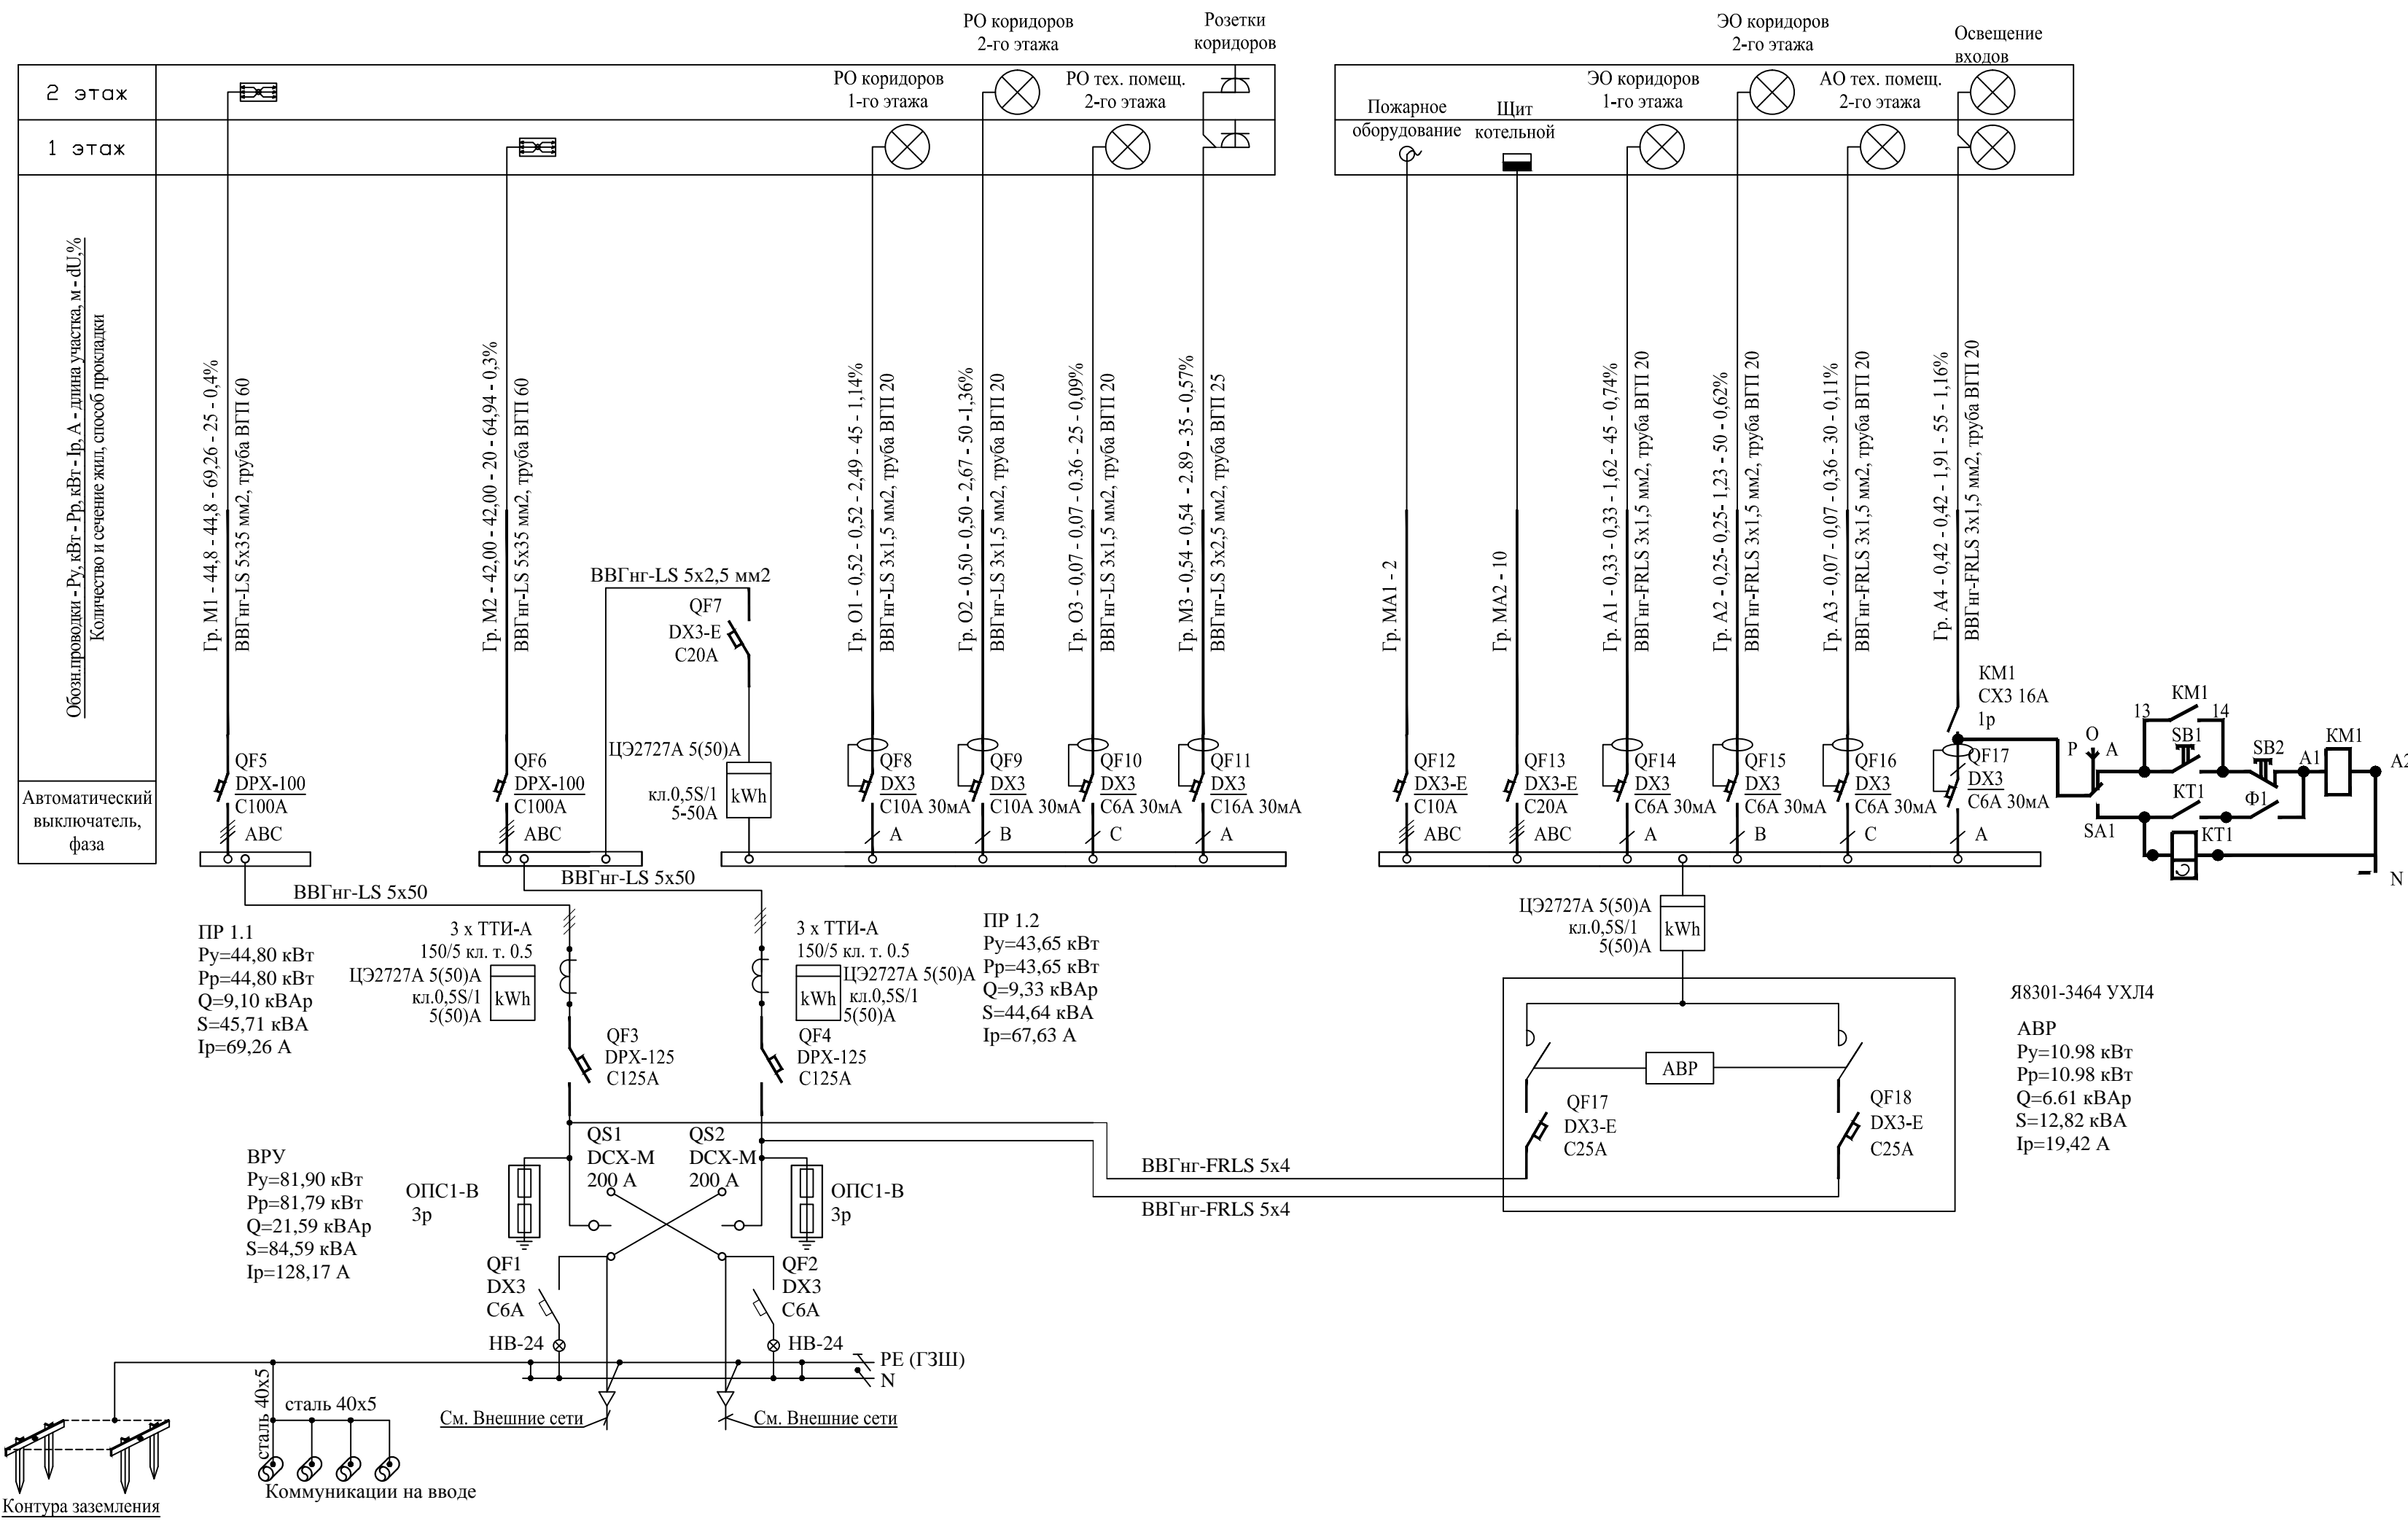 РО коридоров
2-го этажа
Розетки
коридоров
ЭО коридоров
2-го этажа
Освещение
входов
2 этаж
РО коридоров
1-го этажа
РО тех. помещ.
2-го этажа
Пожарное
оборудование
Щит
котельной
ЭО коридоров
1-го этажа
АО тех. помещ.
2-го этажа
1 этаж
Обозн.проводки - Ру, кВт - Рр, кВт - Iр, А - длина участка, м - dU,%
Количество и сечение жил, способ прокладки
Гр. М1 - 44,8 - 44,8 - 69,26 - 25 - 0,4%
ВВГнг-LS 5х35 мм2, труба ВГП 60
Гр. М2 - 42,00 - 42,00 - 20 - 64,94 - 0,3%
ВВГнг-LS 5х35 мм2, труба ВГП 60
ВВГнг-LS 5х2,5 мм2
QF7
DX3-E
C20A
Гр. О1 - 0,52 - 0,52 - 2,49 - 45 - 1,14%
ВВГнг-LS 3х1,5 мм2, труба ВГП 20
Гр. О2 - 0,50 - 0,50 - 2,67 - 50 -1,36%
ВВГнг-LS 3х1,5 мм2, труба ВГП 20
Гр. О3 - 0,07 - 0,07 - 0.36 - 25 - 0,09%
ВВГнг-LS 3х1,5 мм2, труба ВГП 20
Гр. М3 - 0,54 - 0,54 - 2.89 - 35 - 0,57%
ВВГнг-LS 3х2,5 мм2, труба ВГП 25
Гр. МА1 - 2
Гр. МА2 - 10
Гр. А1 - 0,33 - 0,33 - 1,62 - 45 - 0,74%
ВВГнг-FRLS 3х1,5 мм2, труба ВГП 20
Гр. А2 - 0,25- 0,25- 1,23 - 50 - 0,62%
ВВГнг-FRLS 3х1,5 мм2, труба ВГП 20
Гр. А3 - 0,07 - 0,07 - 0,36 - 30 - 0,11%
ВВГнг-FRLS 3х1,5 мм2, труба ВГП 20
Гр. А4 - 0,42 - 0,42 - 1,91 - 55 - 1,16%
ВВГнг-FRLS 3х1,5 мм2, труба ВГП 20
КМ1
СХ3 16А
1р
Автоматический
выключатель,
фаза
QF5
DPX-100
C100A
ABC
QF6
DPX-100
C100A
ABC
ЦЭ2727А 5(50)А
кл.0,5S/1
5-50А
kWh
QF8
DX3
C10A 30мА
A
QF9
DX3
C10A 30мА
B
QF10
DX3
C6A 30мА
C
QF11
DX3
C16A 30мА
A
QF12
DX3-E
C10A
ABC
QF13
DX3-E
C20A
ABC
QF14
DX3
C6A 30мА
A
QF15
DX3
C6A 30мА
B
QF16
DX3
C6A 30мА
C
QF17
DX3
C6A 30мА
A
О
Р
А
SA1
КМ1
13
14
SB1
SB2
А1
КМ1
А2
КТ1
Ф1
КТ1
N
ВВГнг-LS 5х50
ВВГнг-LS 5х50
ПР 1.1
Ру=44,80 кВт
Рр=44,80 кВт
Q=9,10 кВАр
S=45,71 кВА
Iр=69,26 А
3 х ТТИ-А
150/5 кл. т. 0.5
ЦЭ2727А 5(50)А
кл.0,5S/1
5(50)А
kWh
QF3
DPX-125
C125A
3 х ТТИ-А
150/5 кл. т. 0.5
ЦЭ2727А 5(50)А
кл.0,5S/1
5(50)А
kWh
QF4
DPX-125
C125A
ПР 1.2
Ру=43,65 кВт
Рр=43,65 кВт
Q=9,33 кВАр
S=44,64 кВА
Iр=67,63 А
ЦЭ2727А 5(50)А
кл.0,5S/1
5(50)А
kWh
АВР
QF17
DX3-E
C25A
QF18
DX3-E
C25A
Я8301-3464 УХЛ4
АВР
Ру=10.98 кВт
Рр=10.98 кВт
Q=6.61 кВАр
S=12,82 кВА
Iр=19,42 А
ВВГнг-FRLS 5х4
ВВГнг-FRLS 5х4
ВРУ
Ру=81,90 кВт
Рр=81,79 кВт
Q=21,59 кВАр
S=84,59 кВА
Iр=128,17 А
QS1
DCX-M
200 А
QS2
DCX-M
200 А
ОПС1-В
3р
ОПС1-В
3р
QF1
DX3
C6A
QF2
DX3
C6A
НВ-24
НВ-24
РЕ (ГЗШ)
N
См. Внешние сети
См. Внешние сети
сталь 40х5
сталь 40х5
Коммуникации на вводе
Контура заземления